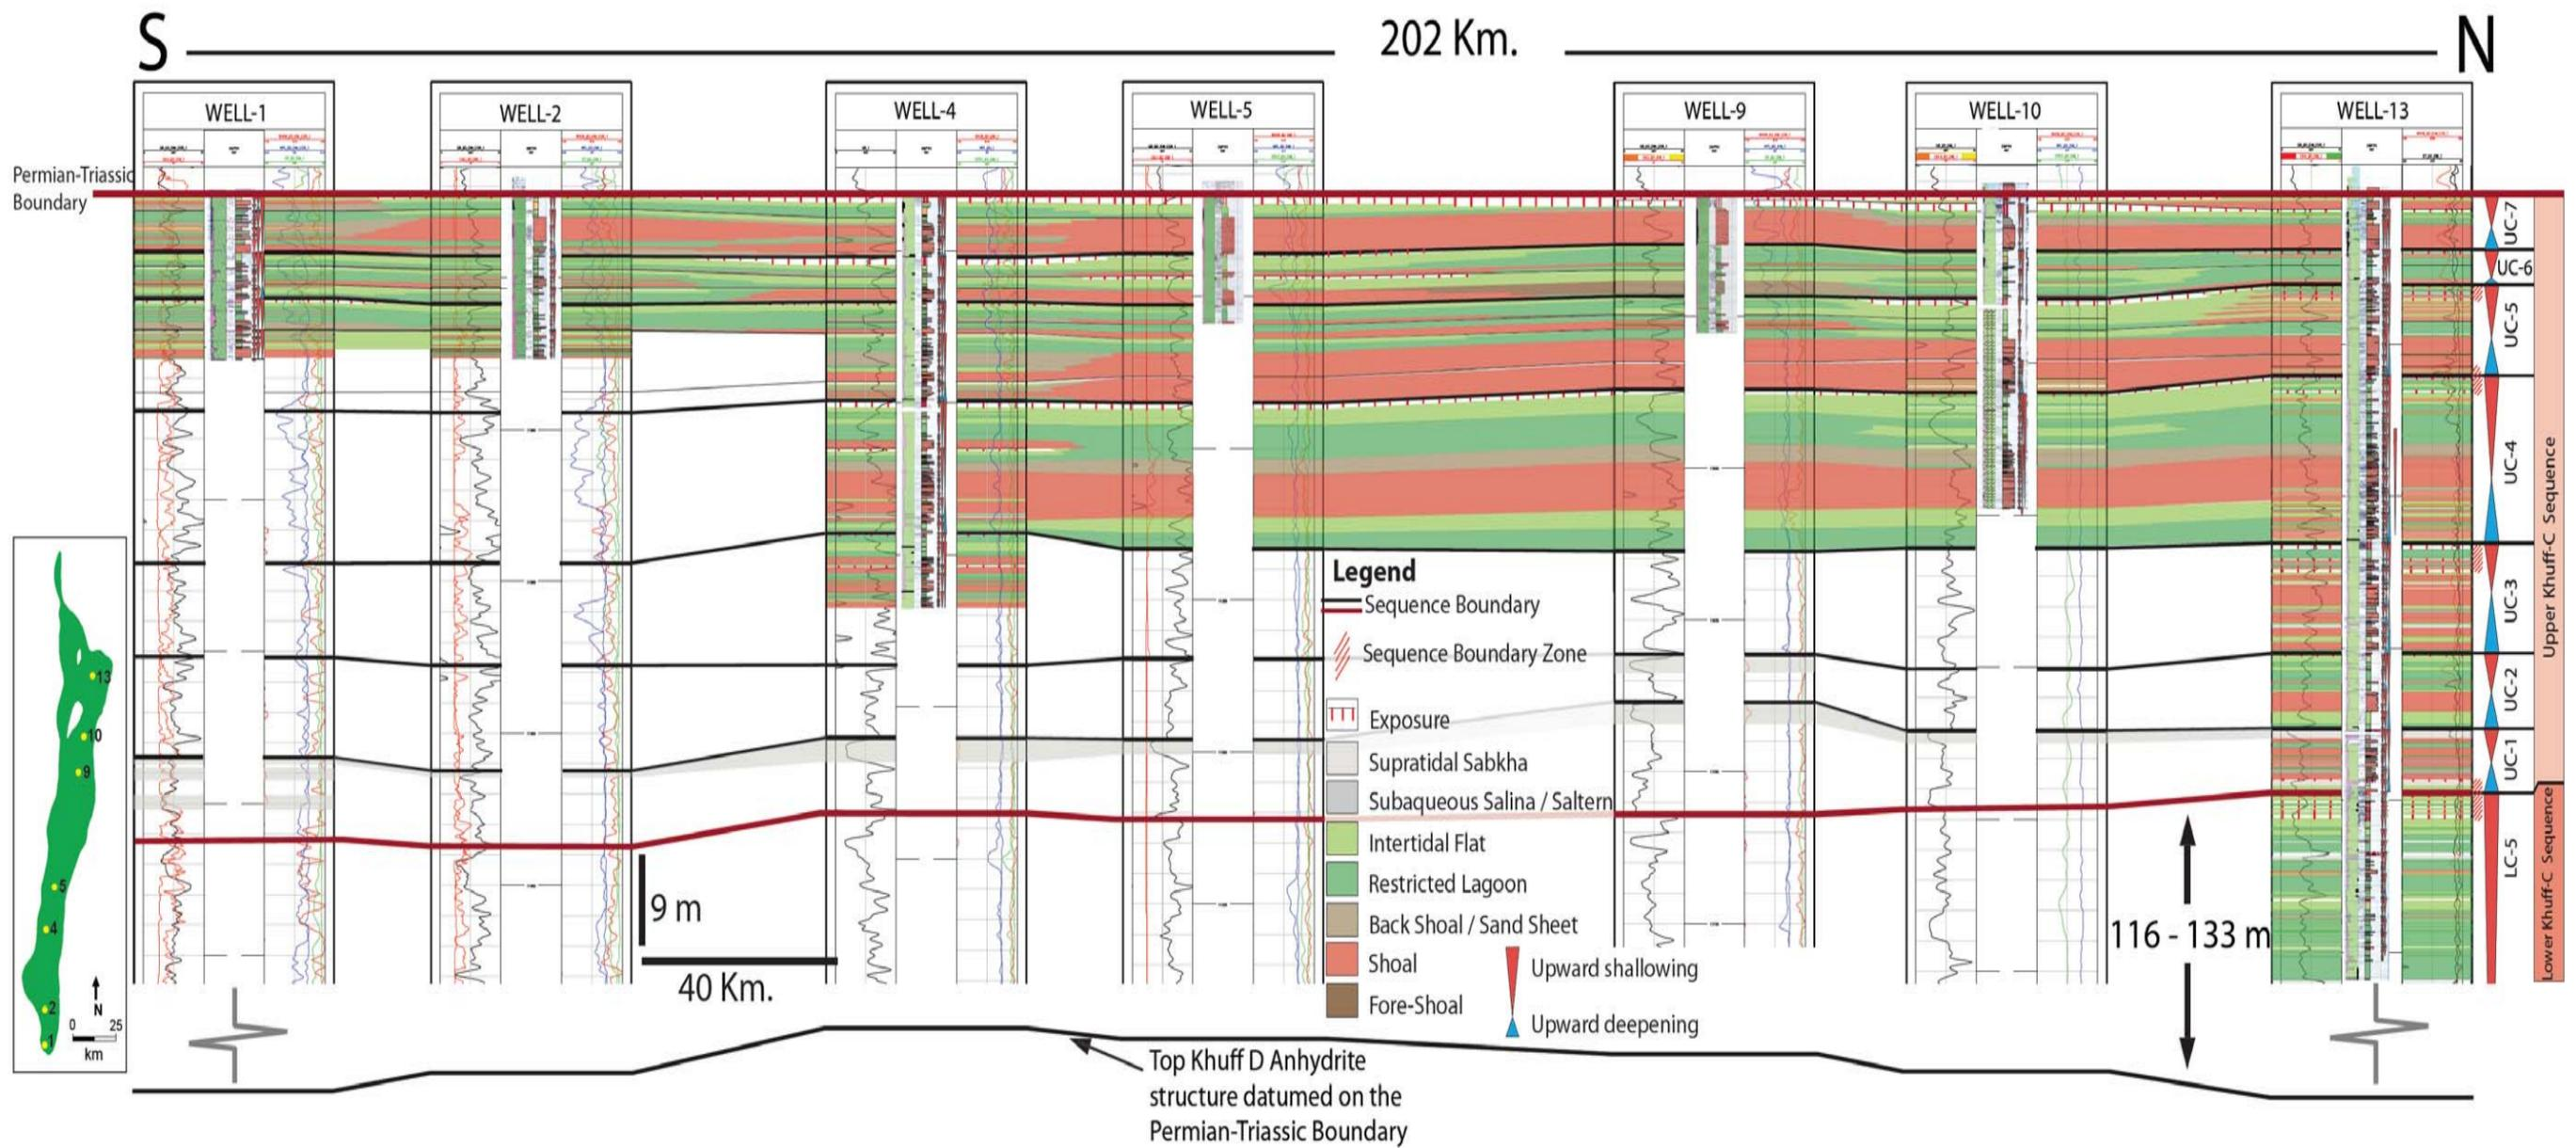 S
202 Km.
N
WELL-1
WELL-2
WELL-4
WELL-5
WELL-9
WELL-10
WELL-13
Permian-Triassic
Boundary
UC-7
UC-6
UC-5
UC-4
UC-3
UC-2
UC-1
LC-5
Upper Khuff-C Sequence
Lower Khuff-C Sequence
Legend
Sequence Boundary
Sequence Boundary Zone
Exposure
Supratidal Sabkha
Subaqueous Salina / Saltern
Intertidal Flat
Restricted Lagoon
Back Shoal / Sand Sheet
Shoal
Fore-Shoal
Upward shallowing
Upward deepening
9 m
40 Km.
116 - 133 m
13
10
9
5
4
2
1
N
0 25
km
Top Khuff D Anhydrite
structure datumed on the
Permian-Triassic Boundary